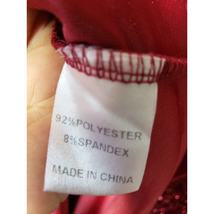 92%POLYESTER
8%SPANDEX
MADE IN CHINA